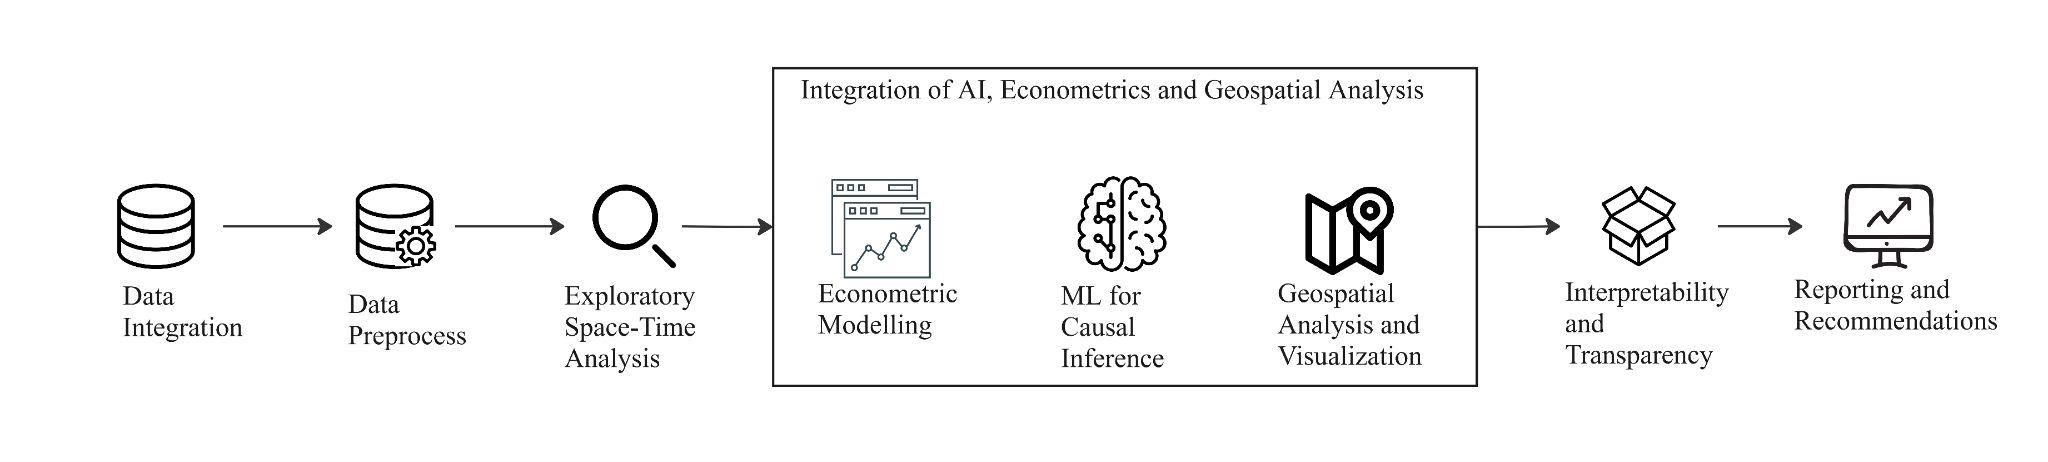 Integration of AI, Econometrics and Geospatial Analysis
Data
Integration
Data
Preprocess
Exploratory
Space-Time
Analysis
Econometric
Modelling
ML for
Causal
Inference
Geospatial
Analysis and
Visualization
Interpretability
and
Transparency
Reporting and
Recommendations